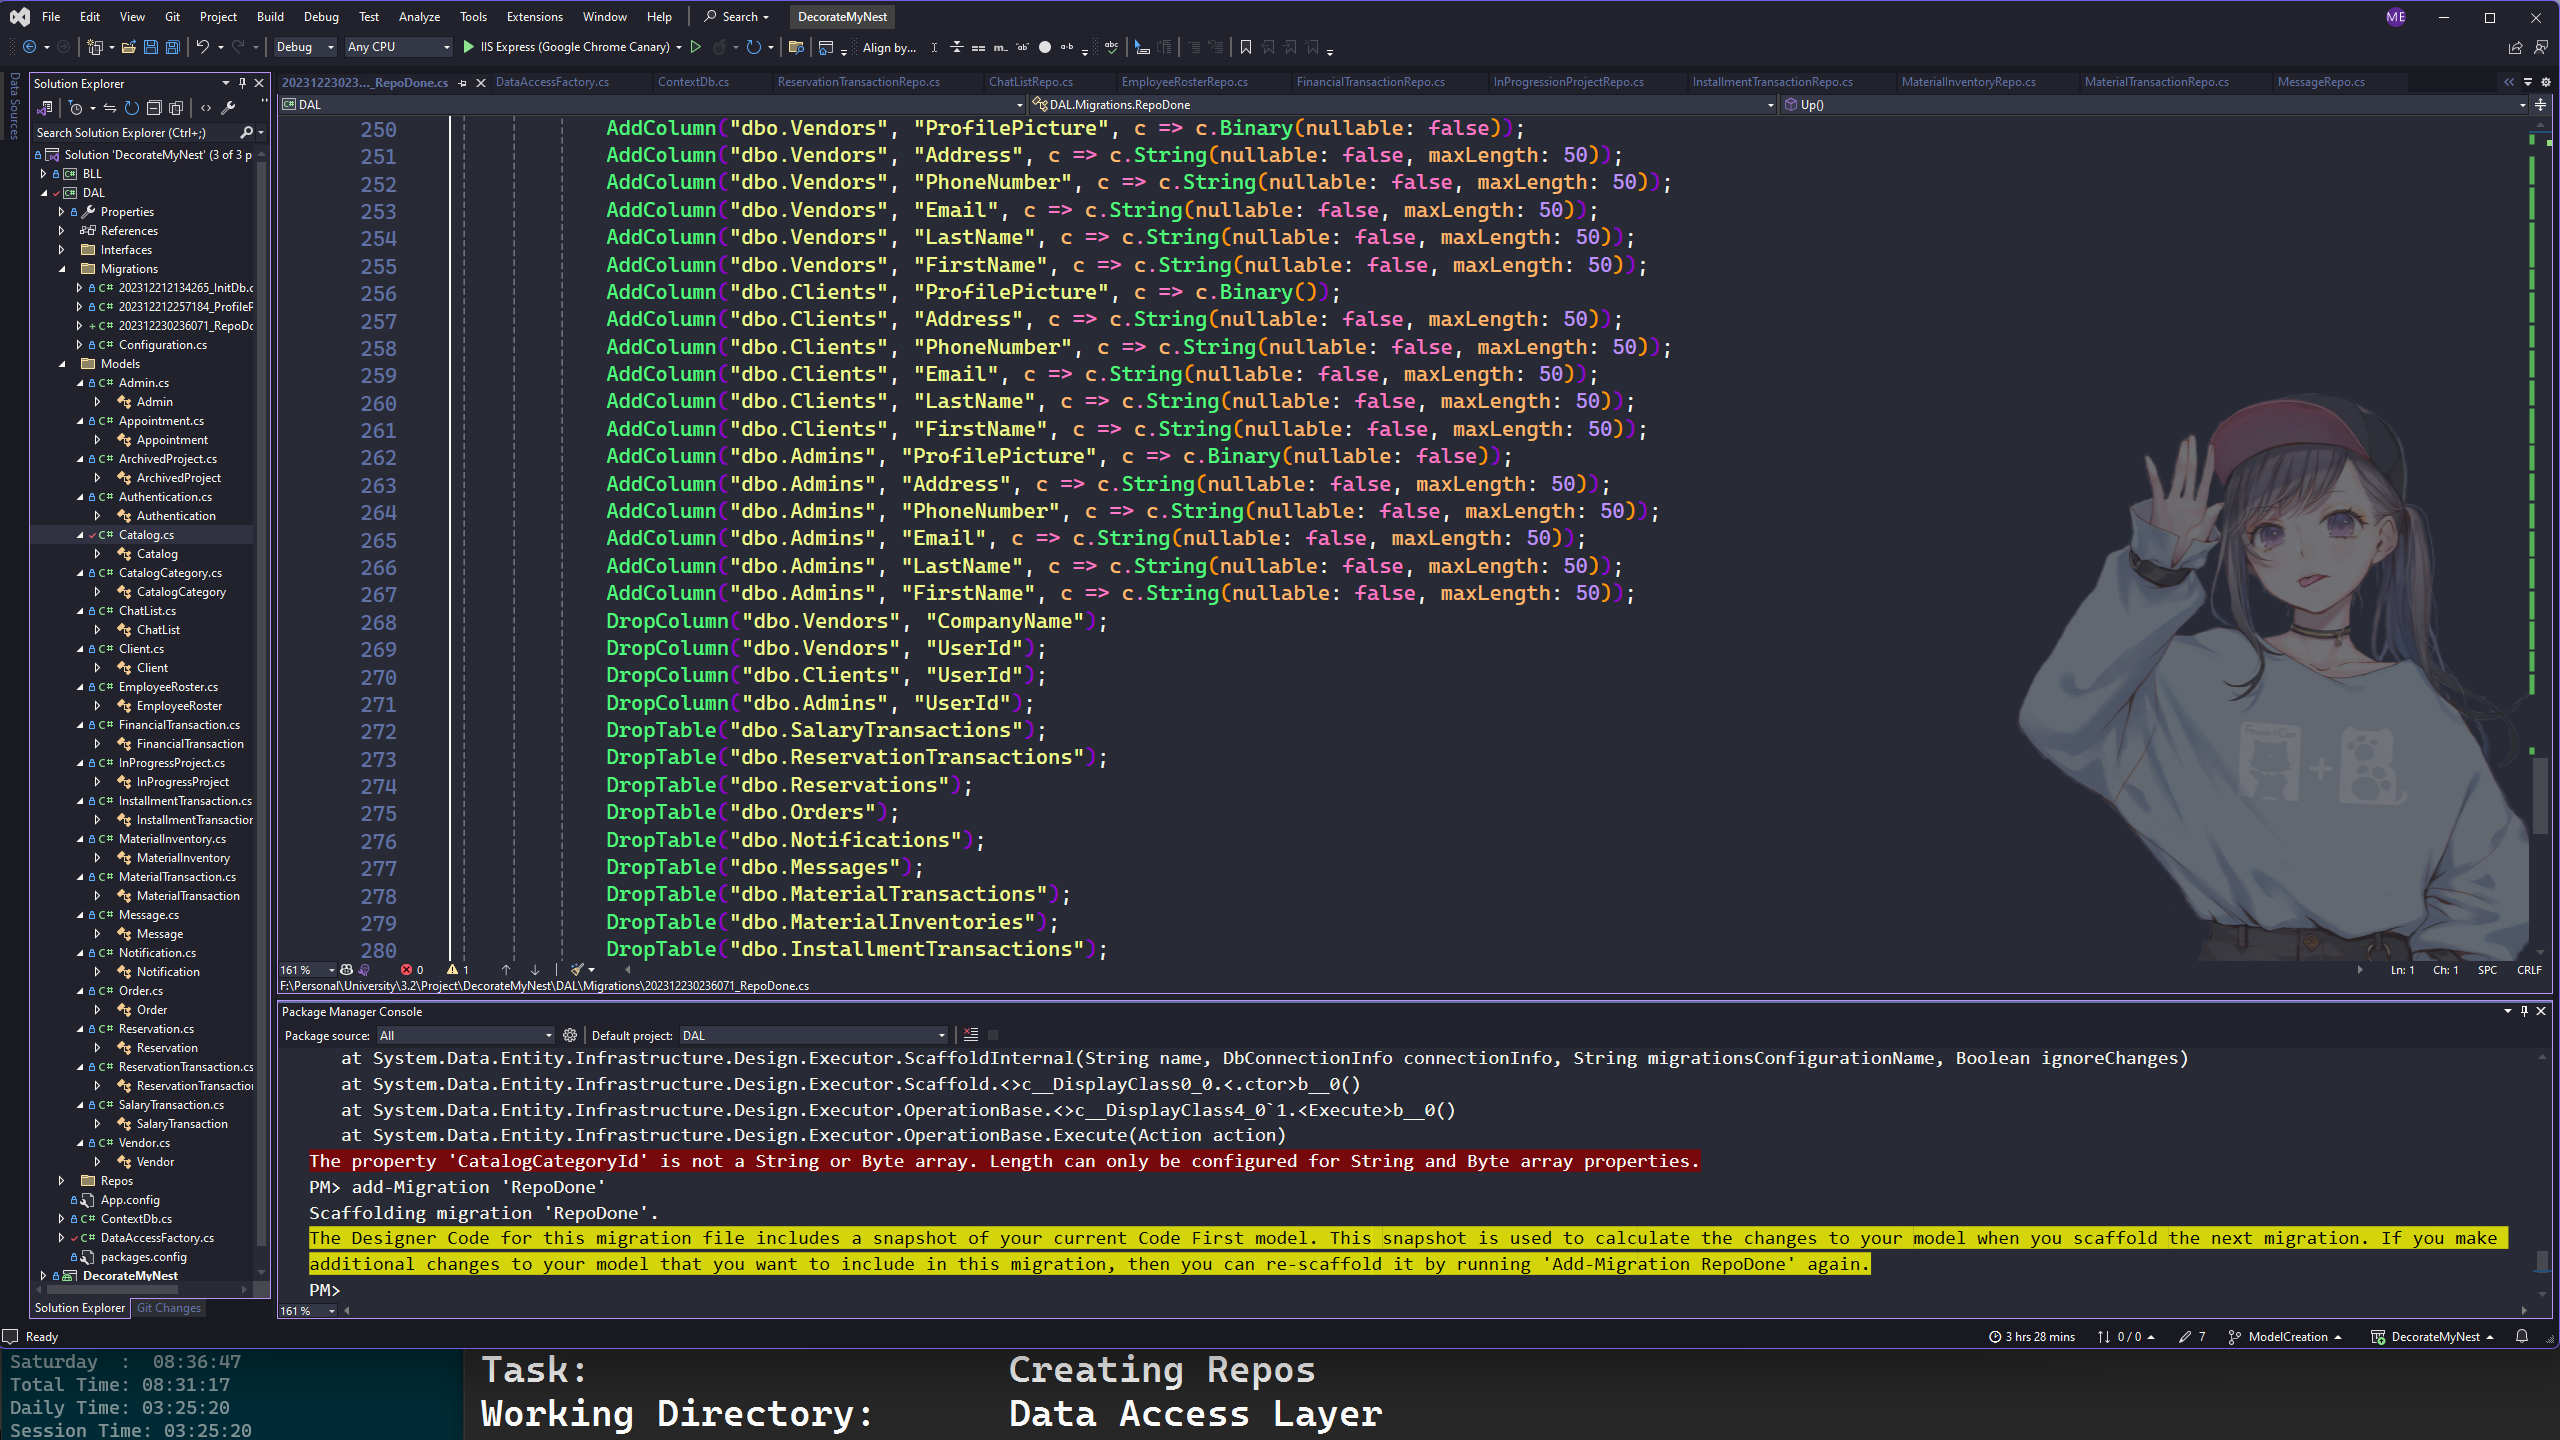 File Edit View Git Project Build Debug Test Analyze Tools Extensions Window Help Search DecorateMyNest ME
Debug Any CPU IIS Express (Google Chrome Canary) Align by...
Data Sources
Solution Explorer
Search Solution Explorer (Ctrl+;)
Solution 'DecorateMyNest' (3 of 3 p
BLL
DAL
Properties
References
Interfaces
Migrations
202312212134265_InitDb.c
202312212257184_ProfileP
202312230236071_RepoDo
Configuration.cs
Models
Admin.cs
Admin
Appointment.cs
Appointment
ArchivedProject.cs
ArchivedProject
Authentication.cs
Authentication
Catalog.cs
Catalog
CatalogCategory.cs
CatalogCategory
ChatList.cs
ChatList
Client.cs
Client
EmployeeRoster.cs
EmployeeRoster
FinancialTransaction.cs
FinancialTransaction
InProgressProject.cs
InProgressProject
InstallmentTransaction.cs
InstallmentTransaction
MaterialInventory.cs
MaterialInventory
MaterialTransaction.cs
MaterialTransaction
Message.cs
Message
Notification.cs
Notification
Order.cs
Order
Reservation.cs
Reservation
ReservationTransaction.cs
ReservationTransaction
SalaryTransaction.cs
SalaryTransaction
Vendor.cs
Vendor
Repos
App.config
ContextDb.cs
DataAccessFactory.cs
packages.config
DecorateMyNest
Solution Explorer Git Changes
20231223023..._RepoDone.cs DataAccessFactory.cs ContextDb.cs ReservationTransactionRepo.cs ChatListRepo.cs EmployeeRosterRepo.cs FinancialTransactionRepo.cs InProgressionProjectRepo.cs InstallmentTransactionRepo.cs MaterialInventoryRepo.cs MaterialTransactionRepo.cs MessageRepo.cs
DAL DAL.Migrations.RepoDone Up()
250 AddColumn("dbo.Vendors", "ProfilePicture", c => c.Binary(nullable: false));
251 AddColumn("dbo.Vendors", "Address", c => c.String(nullable: false, maxLength: 50));
252 AddColumn("dbo.Vendors", "PhoneNumber", c => c.String(nullable: false, maxLength: 50));
253 AddColumn("dbo.Vendors", "Email", c => c.String(nullable: false, maxLength: 50));
254 AddColumn("dbo.Vendors", "LastName", c => c.String(nullable: false, maxLength: 50));
255 AddColumn("dbo.Vendors", "FirstName", c => c.String(nullable: false, maxLength: 50));
256 AddColumn("dbo.Clients", "ProfilePicture", c => c.Binary());
257 AddColumn("dbo.Clients", "Address", c => c.String(nullable: false, maxLength: 50));
258 AddColumn("dbo.Clients", "PhoneNumber", c => c.String(nullable: false, maxLength: 50));
259 AddColumn("dbo.Clients", "Email", c => c.String(nullable: false, maxLength: 50));
260 AddColumn("dbo.Clients", "LastName", c => c.String(nullable: false, maxLength: 50));
261 AddColumn("dbo.Clients", "FirstName", c => c.String(nullable: false, maxLength: 50));
262 AddColumn("dbo.Admins", "ProfilePicture", c => c.Binary(nullable: false));
263 AddColumn("dbo.Admins", "Address", c => c.String(nullable: false, maxLength: 50));
264 AddColumn("dbo.Admins", "PhoneNumber", c => c.String(nullable: false, maxLength: 50));
265 AddColumn("dbo.Admins", "Email", c => c.String(nullable: false, maxLength: 50));
266 AddColumn("dbo.Admins", "LastName", c => c.String(nullable: false, maxLength: 50));
267 AddColumn("dbo.Admins", "FirstName", c => c.String(nullable: false, maxLength: 50));
268 DropColumn("dbo.Vendors", "CompanyName");
269 DropColumn("dbo.Vendors", "UserId");
270 DropColumn("dbo.Clients", "UserId");
271 DropColumn("dbo.Admins", "UserId");
272 DropTable("dbo.SalaryTransactions");
273 DropTable("dbo.ReservationTransactions");
274 DropTable("dbo.Reservations");
275 DropTable("dbo.Orders");
276 DropTable("dbo.Notifications");
277 DropTable("dbo.Messages");
278 DropTable("dbo.MaterialTransactions");
279 DropTable("dbo.MaterialInventories");
280 DropTable("dbo.InstallmentTransactions");
161 % 0 1 Ln: 1 Ch: 1 SPC CRLF
F:\Personal\University\3.2\Project\DecorateMyNest\DAL\Migrations\202312230236071_RepoDone.cs
Package Manager Console
Package source: All Default project: DAL
at System.Data.Entity.Infrastructure.Design.Executor.ScaffoldInternal(String name, DbConnectionInfo connectionInfo, String migrationsConfigurationName, Boolean ignoreChanges)
at System.Data.Entity.Infrastructure.Design.Executor.Scaffold.<>c__DisplayClass0_0.<.ctor>b__0()
at System.Data.Entity.Infrastructure.Design.Executor.OperationBase.<>c__DisplayClass4_0`1.<Execute>b__0()
at System.Data.Entity.Infrastructure.Design.Executor.OperationBase.Execute(Action action)
The property 'CatalogCategoryId' is not a String or Byte array. Length can only be configured for String and Byte array properties.
PM> add-Migration 'RepoDone'
Scaffolding migration 'RepoDone'.
The Designer Code for this migration file includes a snapshot of your current Code First model. This snapshot is used to calculate the changes to your model when you scaffold the next migration. If you make
additional changes to your model that you want to include in this migration, then you can re-scaffold it by running 'Add-Migration RepoDone' again.
PM>
161 %
Ready 3 hrs 28 mins 0 / 0 7 ModelCreation DecorateMyNest
Saturday : 08:36:47
Total Time: 08:31:17
Daily Time: 03:25:20
Session Time: 03:25:20
Task: Creating Repos
Working Directory: Data Access Layer